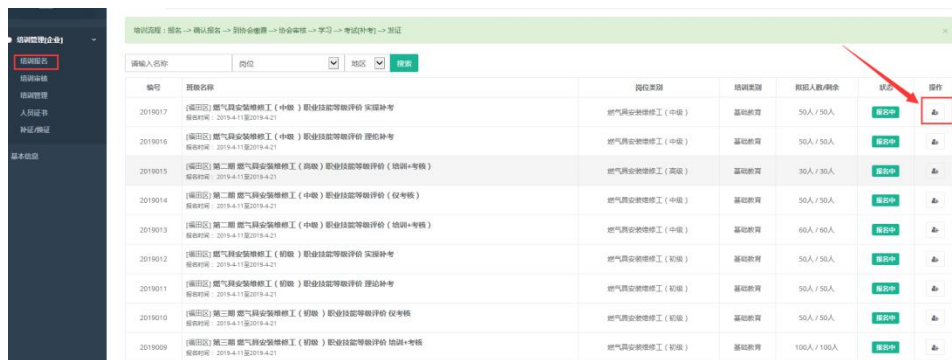 培训管理[企业]
培训报名
培训审核
培训管理
人员证书
补证/换证
基本信息
培训流程：报名 --> 确认报名 --> 到协会缴费 --> 协会审核 --> 学习 --> 考试[补考] --> 发证
请输入名称 岗位 地区 搜索
编号 班级名称 岗位类别 培训类别 拟招人数/剩余 状态 操作
2019017 [福田区] 燃气具安装维修工（中级 ）职业技能等级评价 实操补考 燃气具安装维修工（中级 ） 基础教育 50人 / 50人 报名中
报名时间： 2019-4-11至2019-4-21
2019016 [福田区] 燃气具安装维修工（中级 ）职业技能等级评价 理论补考 燃气具安装维修工（中级 ） 基础教育 50人 / 50人 报名中
报名时间： 2019-4-11至2019-4-21
2019015 [福田区] 第二期 燃气具安装维修工（高级 ）职业技能等级评价（培训+考核） 燃气具安装维修工（高级 ） 基础教育 30人 / 30人 报名中
报名时间： 2019-4-11至2019-4-21
2019014 [福田区] 第二期 燃气具安装维修工（中级 ）职业技能等级评价（仅考核） 燃气具安装维修工（中级 ） 基础教育 50人 / 50人 报名中
报名时间： 2019-4-11至2019-4-21
2019013 [福田区] 第二期 燃气具安装维修工（中级 ）职业技能等级评价（培训+考核） 燃气具安装维修工（中级 ） 基础教育 60人 / 60人 报名中
报名时间： 2019-4-11至2019-4-21
2019012 [福田区] 燃气具安装维修工（初级 ）职业技能等级评价 实操补考 燃气具安装维修工（初级 ） 基础教育 50人 / 50人 报名中
报名时间： 2019-4-11至2019-4-21
2019011 [福田区] 燃气具安装维修工（初级 ）职业技能等级评价 理论补考 燃气具安装维修工（初级 ） 基础教育 50人 / 50人 报名中
报名时间： 2019-4-11至2019-4-21
2019010 [福田区] 第三期 燃气具安装维修工（初级 ）职业技能等级评价 仅考核 燃气具安装维修工（初级 ） 基础教育 50人 / 50人 报名中
报名时间： 2019-4-11至2019-4-21
2019009 [福田区] 第三期 燃气具安装维修工（初级 ）职业技能等级评价 培训+考核 燃气具安装维修工（初级 ） 基础教育 100人 / 100人 报名中
报名时间： 2019-4-11至2019-4-21